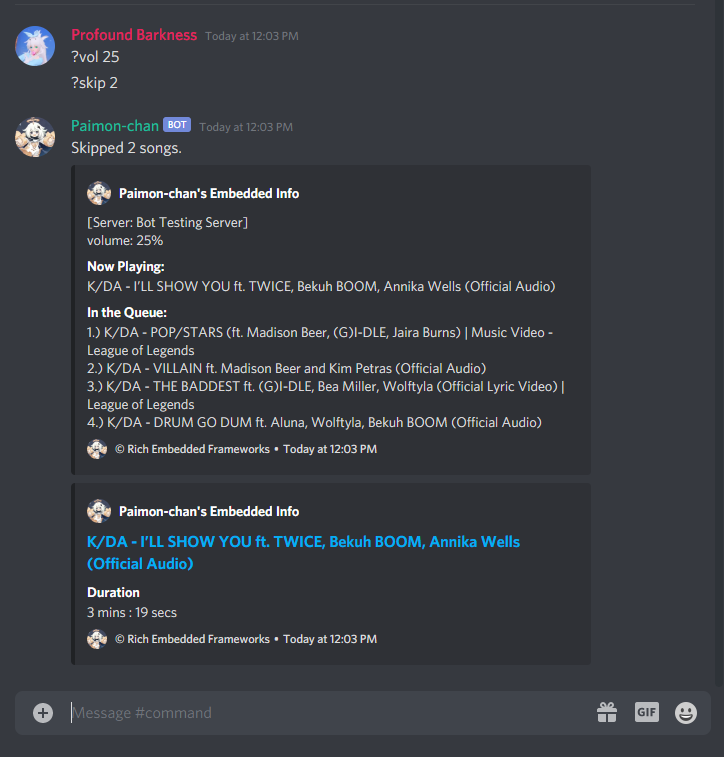 Profound Barkness Today at 12:03 PM
?vol 25
?skip 2
Paimon-chan BOT Today at 12:03 PM
Skipped 2 songs.
Paimon-chan's Embedded Info
[Server: Bot Testing Server]
volume: 25%
Now Playing:
K/DA - I'LL SHOW YOU ft. TWICE, Bekuh BOOM, Annika Wells (Official Audio)
In the Queue:
1.) K/DA - POP/STARS (ft. Madison Beer, (G)I-DLE, Jaira Burns) | Music Video -
League of Legends
2.) K/DA - VILLAIN ft. Madison Beer and Kim Petras (Official Audio)
3.) K/DA - THE BADDEST ft. (G)I-DLE, Bea Miller, Wolftyla (Official Lyric Video) |
League of Legends
4.) K/DA - DRUM GO DUM ft. Aluna, Wolftyla, Bekuh BOOM (Official Audio)
© Rich Embedded Frameworks • Today at 12:03 PM
Paimon-chan's Embedded Info
K/DA - I'LL SHOW YOU ft. TWICE, Bekuh BOOM, Annika Wells
(Official Audio)
Duration
3 mins : 19 secs
© Rich Embedded Frameworks • Today at 12:03 PM
Message #command
GIF